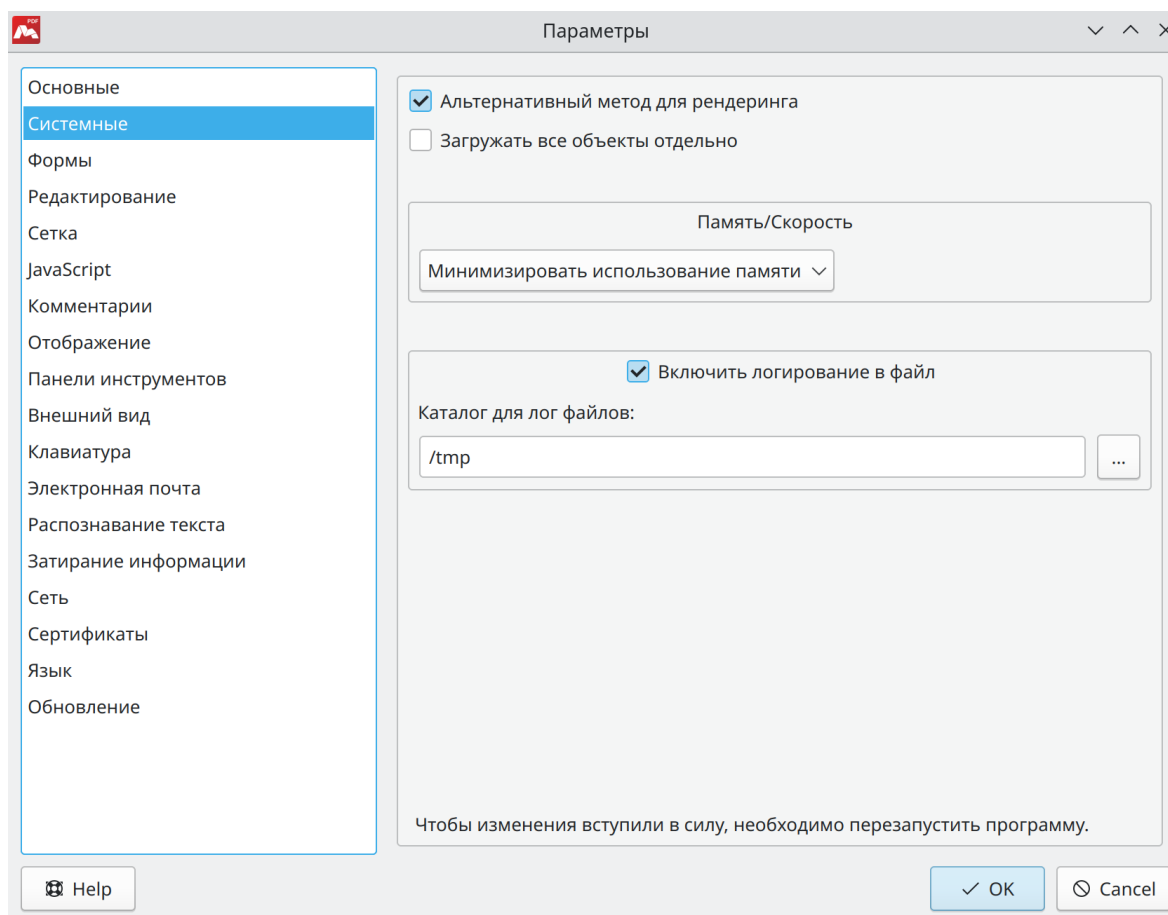 PDF
Параметры
Основные
Системные
Формы
Редактирование
Сетка
JavaScript
Комментарии
Отображение
Панели инструментов
Внешний вид
Клавиатура
Электронная почта
Распознавание текста
Затирание информации
Сеть
Сертификаты
Язык
Обновление
Альтернативный метод для рендеринга
Загружать все объекты отдельно
Память/Скорость
Минимизировать использование памяти
Включить логирование в файл
Каталог для лог файлов:
/tmp
...
Чтобы изменения вступили в силу, необходимо перезапустить программу.
Help
OK
Cancel